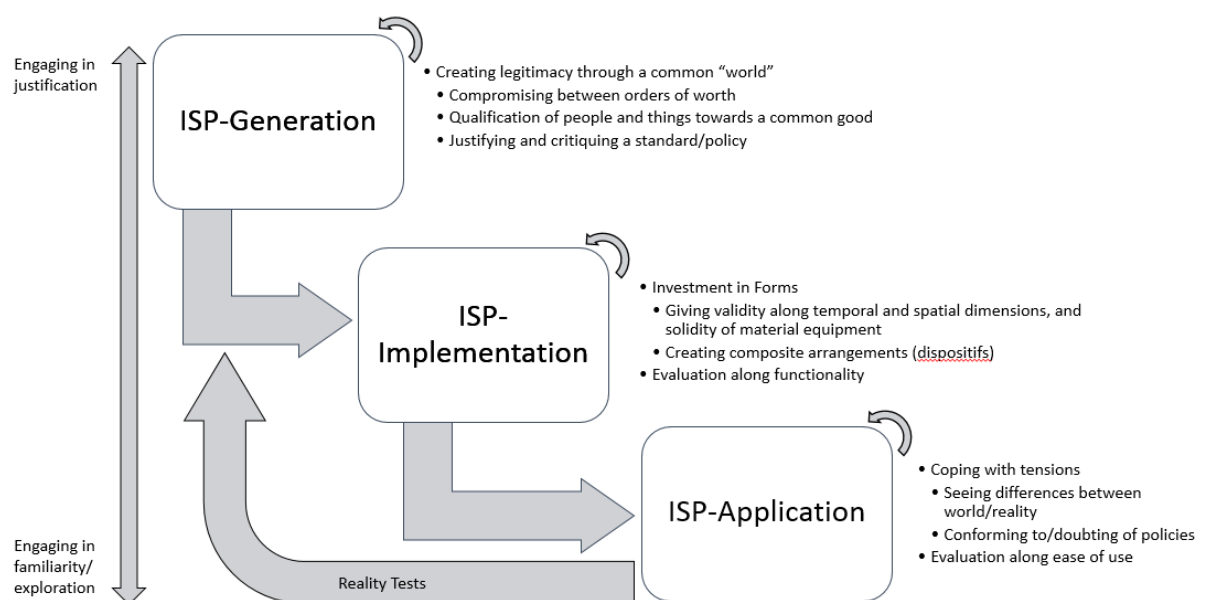 Engaging in
justification
ISP-Generation
• Creating legitimacy through a common “world”
• Compromising between orders of worth
• Qualification of people and things towards a common good
• Justifying and critiquing a standard/policy
ISP-
Implementation
• Investment in Forms
• Giving validity along temporal and spatial dimensions, and
solidity of material equipment
• Creating composite arrangements (dispositifs)
• Evaluation along functionality
ISP-Application
• Coping with tensions
• Seeing differences between
world/reality
• Conforming to/doubting of policies
• Evaluation along ease of use
Engaging in
familiarity/
exploration
Reality Tests